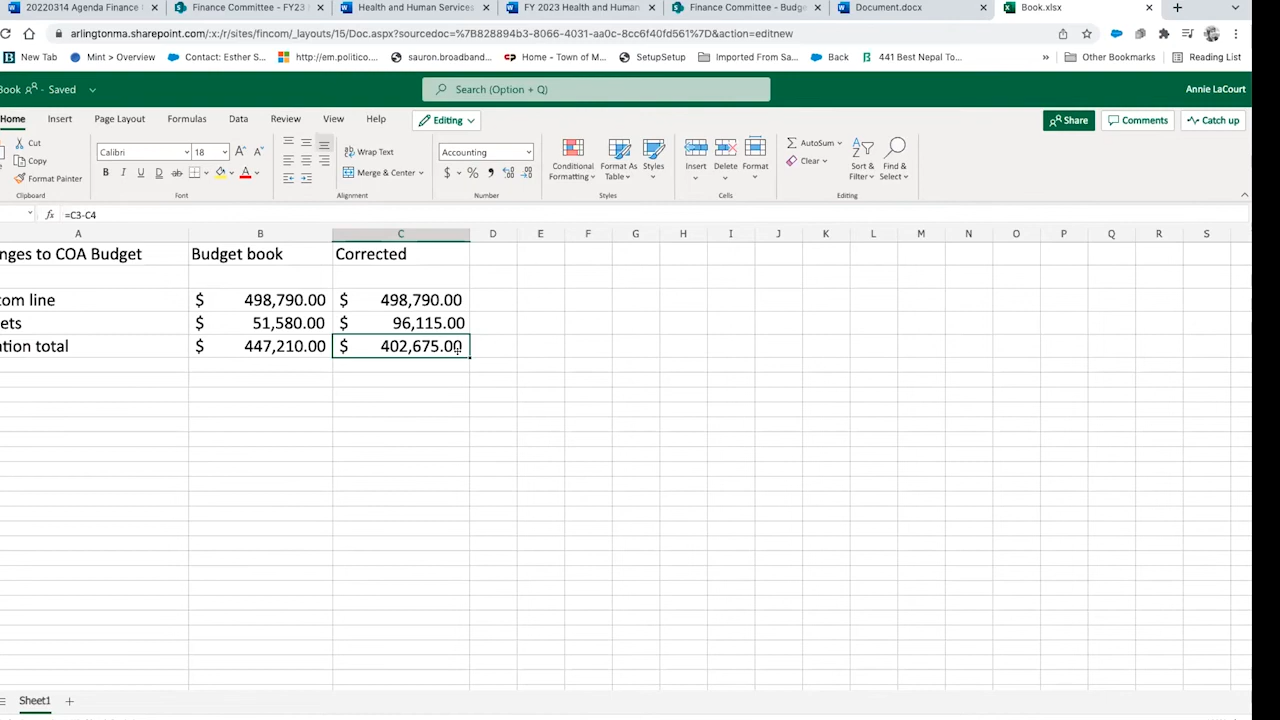 20220314 Agenda Finance
Finance Committee - FY23
Health and Human Services
FY 2023 Health and Human
Finance Committee - Budge
Document.docx
Book.xlsx
arlingtonma.sharepoint.com/:x:/r/sites/fincom/_layouts/15/Doc.aspx?sourcedoc=%7B828894b3-8066-4031-aa0c-8cc6f40fd561%7D&action=editnew
New Tab
Mint > Overview
Contact: Esther S...
http://em.politico....
sauron.broadband...
Home - Town of M...
SetupSetup
Imported From Sa...
Back
441 Best Nepal To...
»
Other Bookmarks
Reading List
Book
- Saved
Search (Option + Q)
Annie LaCourt
Home
Insert
Page Layout
Formulas
Data
Review
View
Help
Editing
Share
Comments
Catch up
Cut
Copy
Format Painter
Clipboard
Calibri
18
B I U D ab
Font
Wrap Text
Merge & Center
Alignment
Accounting
$ % 9
Number
Conditional Formatting
Format As Table
Styles
Styles
Insert
Delete
Format
Cells
AutoSum
Clear
Sort & Filter
Find & Select
Editing
fx =C3-C4
A B C D E F G H I J K L M N O P Q R S
nges to COA Budget Budget book Corrected
om line $ 498,790.00 $ 498,790.00
ets $ 51,580.00 $ 96,115.00
ation total $ 447,210.00 $ 402,675.00
Sheet1